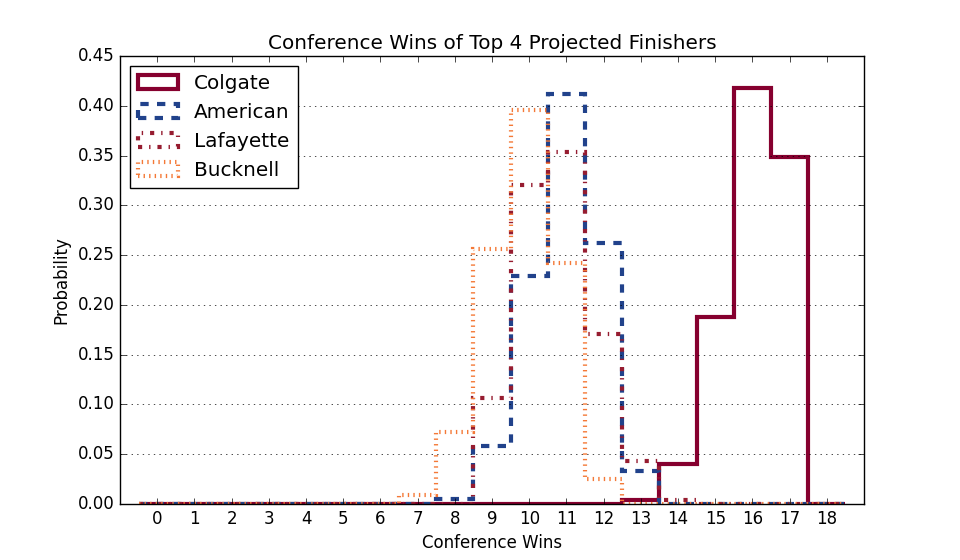 Conference Wins of Top 4 Projected Finishers
0.45
0.40
0.35
0.30
0.25
0.20
0.15
0.10
0.05
0.00
Probability
Colgate
American
Lafayette
Bucknell
0 1 2 3 4 5 6 7 8 9 10 11 12 13 14 15 16 17 18
Conference Wins